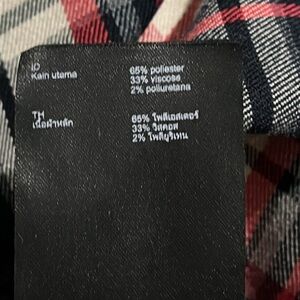 ID
Kain utama
65% poliester
33% viscose
2% poliuretana
TH
เนื้อผ้าหลัก
65% โพลีเอสเตอร์
33% วิสคอส
2% โพลียูริเทน